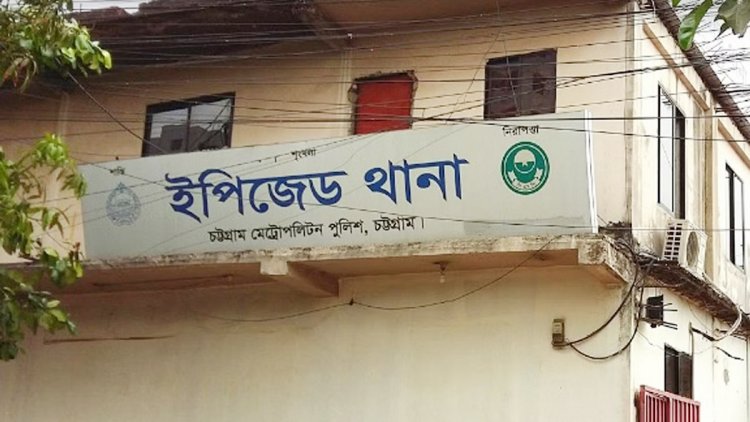 শৃংখলা নিরাপত্তা
ইপিজেড থানা
চট্টগ্রাম মেট্রোপলিটন পুলিশ, চট্টগ্রাম।